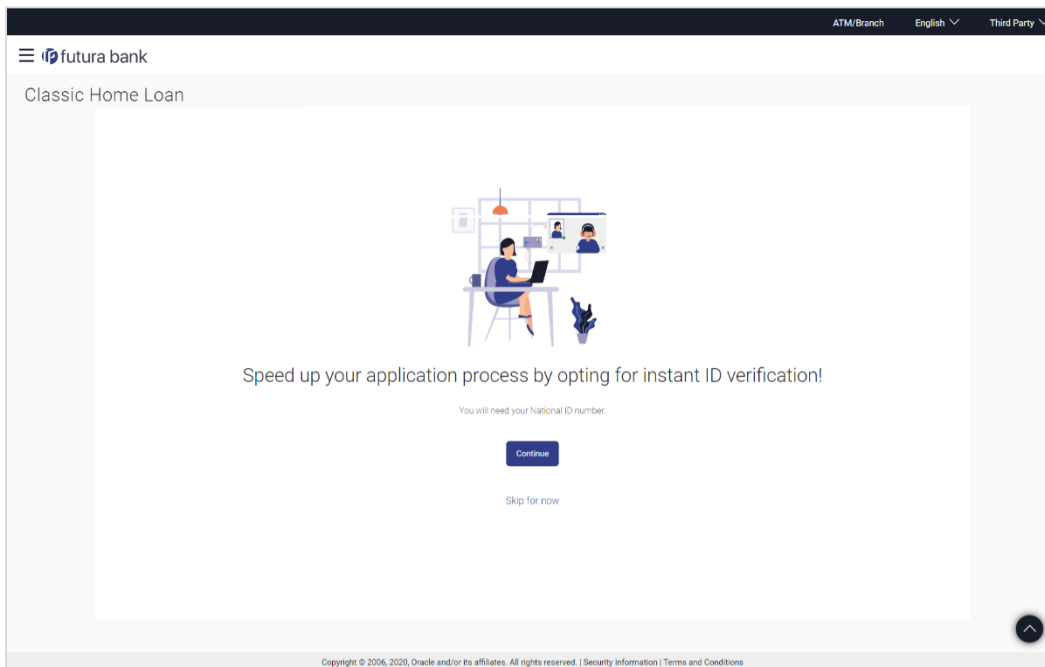 ATM/Branch English Third Party
futura bank
Classic Home Loan
Speed up your application process by opting for instant ID verification!
You will need your National ID number.
Continue
Skip for now
Copyright © 2006, 2020, Oracle and/or its affiliates. All rights reserved. | Security Information | Terms and Conditions